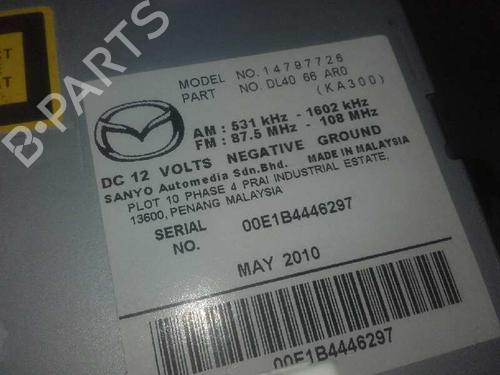 MODEL NO. 14797726
PART NO. DL40 66 AR0
(KA300)
AM : 531 kHz - 1602 kHz
FM : 87.5 MHz - 108 MHz
DC 12 VOLTS NEGATIVE GROUND
SANYO Automedia Sdn.Bhd. MADE IN MALAYSIA
PLOT 10 PHASE 4 PRAI INDUSTRIAL ESTATE,
13600, PENANG MALAYSIA
SERIAL NO. 00E1B4446297
MAY 2010
00E1B4446297
B-PARTS